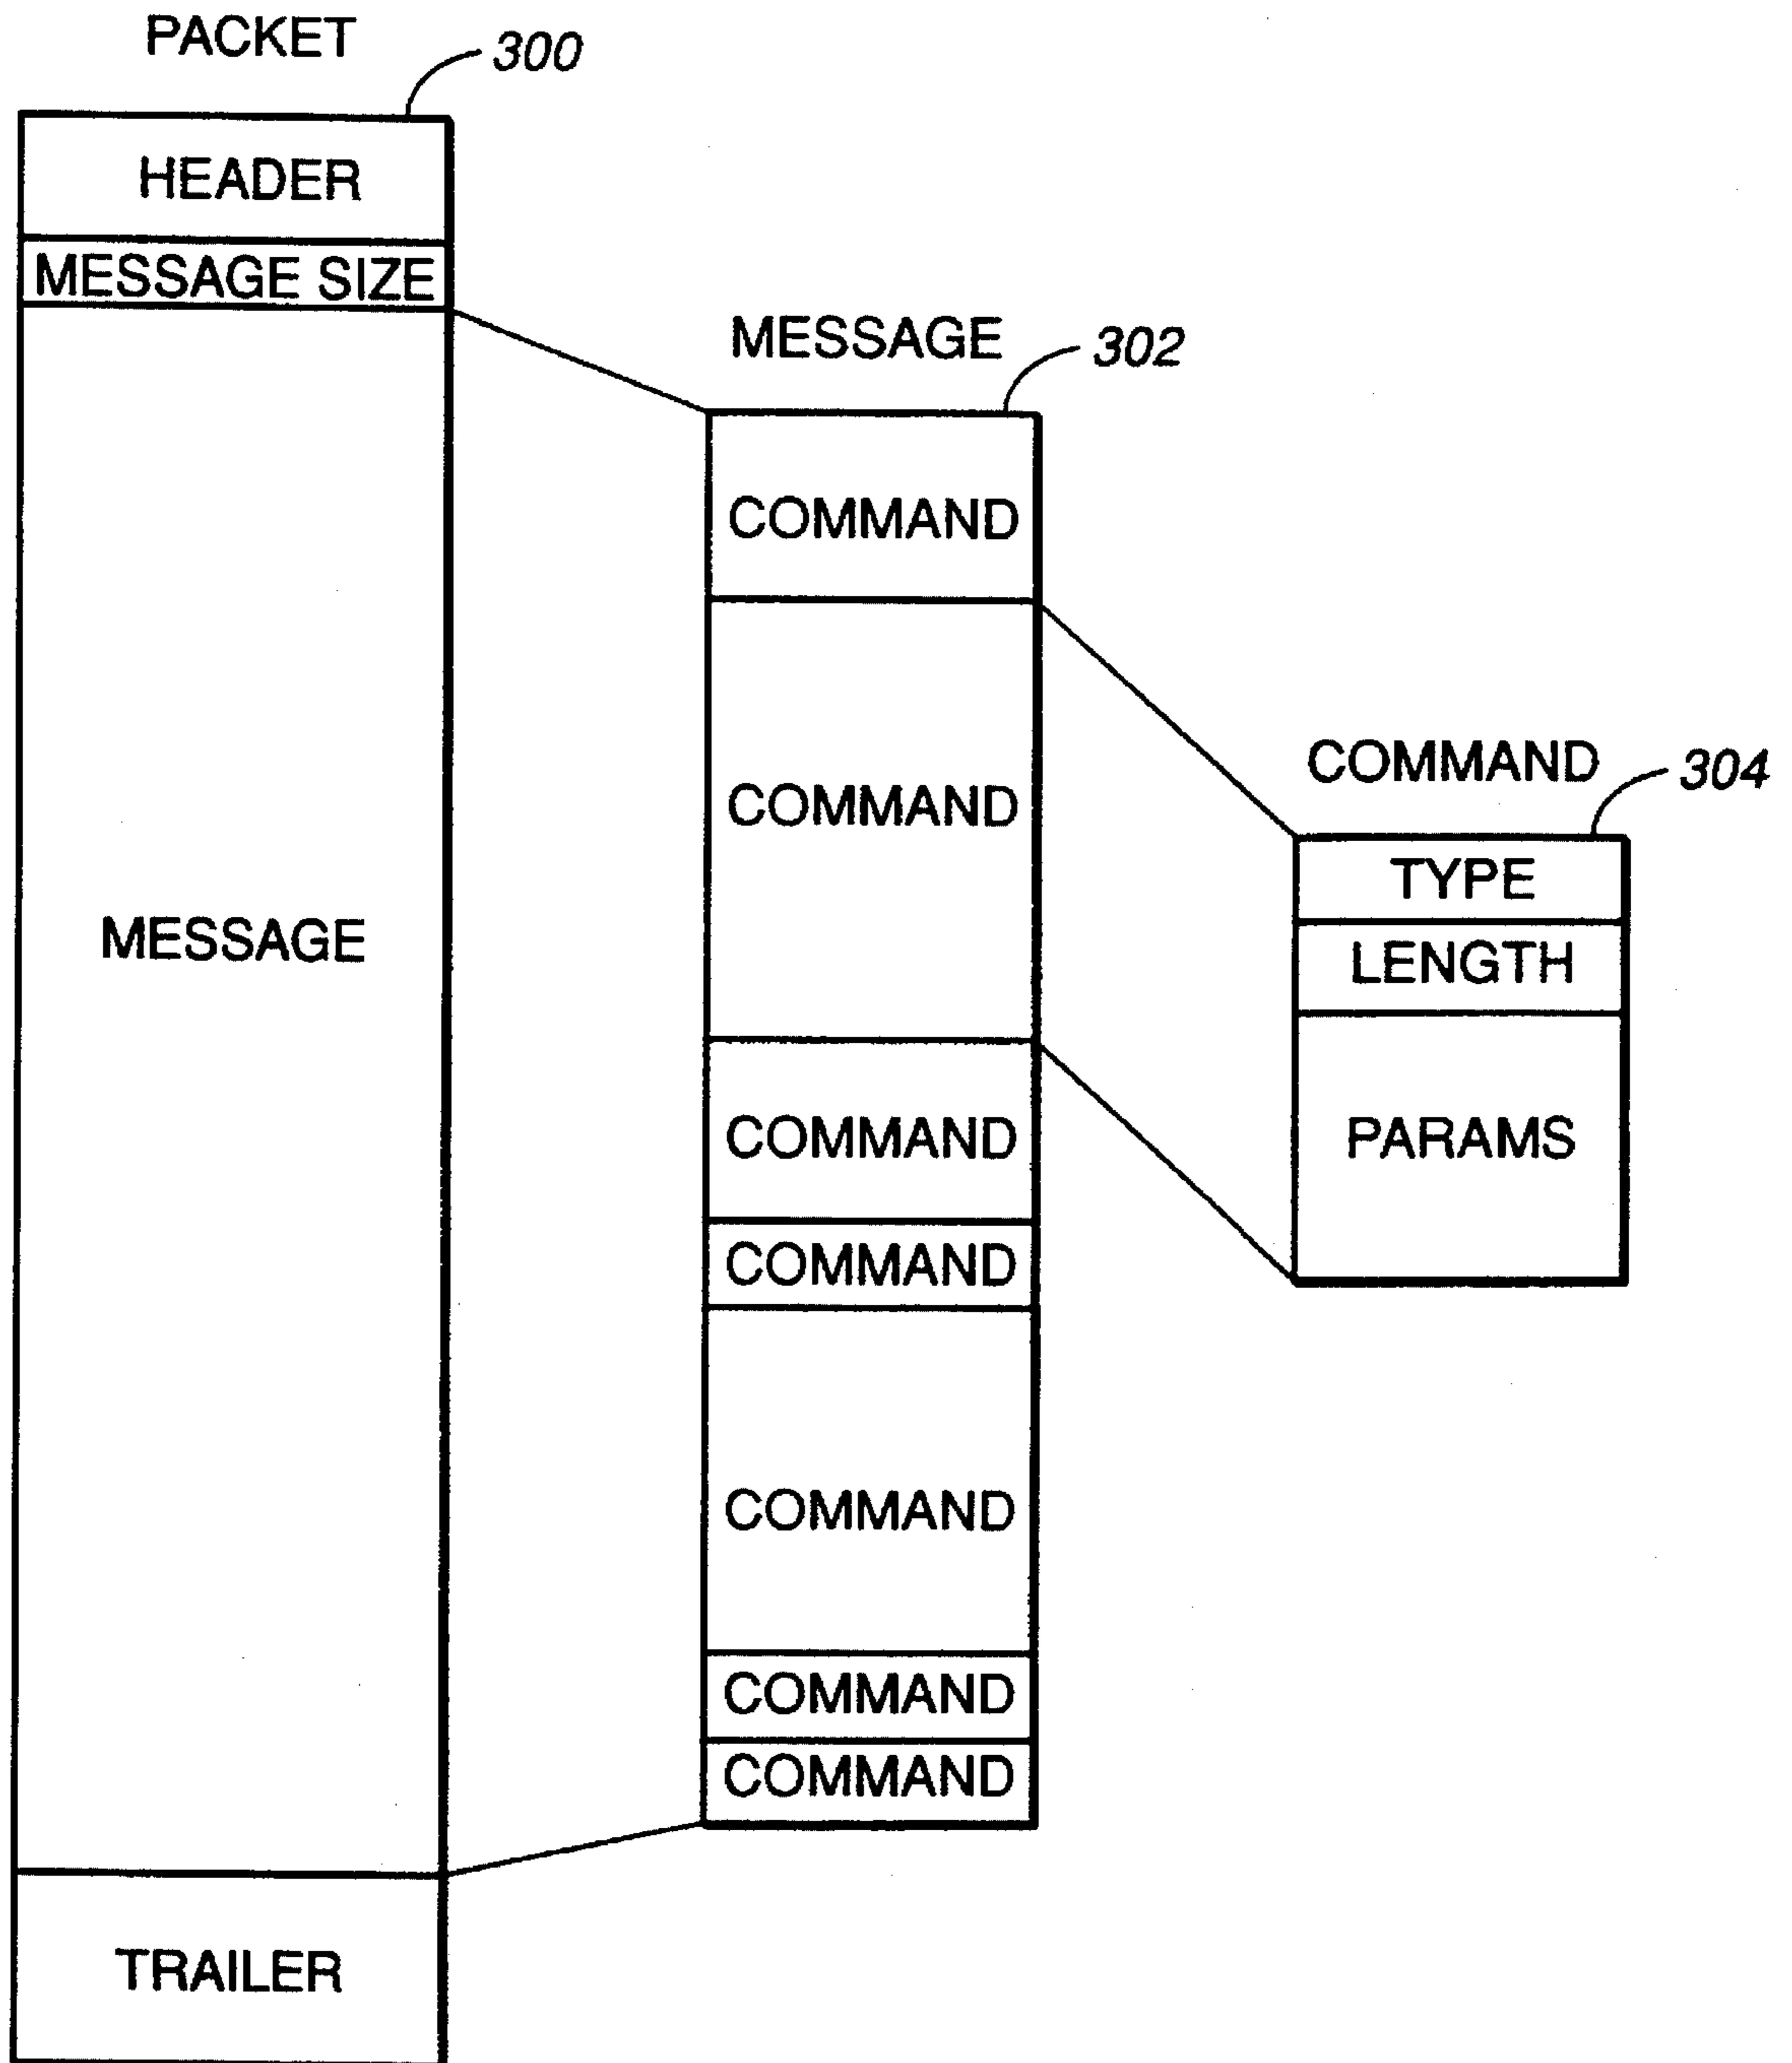 PACKET
300
HEADER
MESSAGE SIZE
MESSAGE
TRAILER
MESSAGE
302
COMMAND
COMMAND
COMMAND
COMMAND
COMMAND
COMMAND
COMMAND
COMMAND
304
TYPE
LENGTH
PARAMS